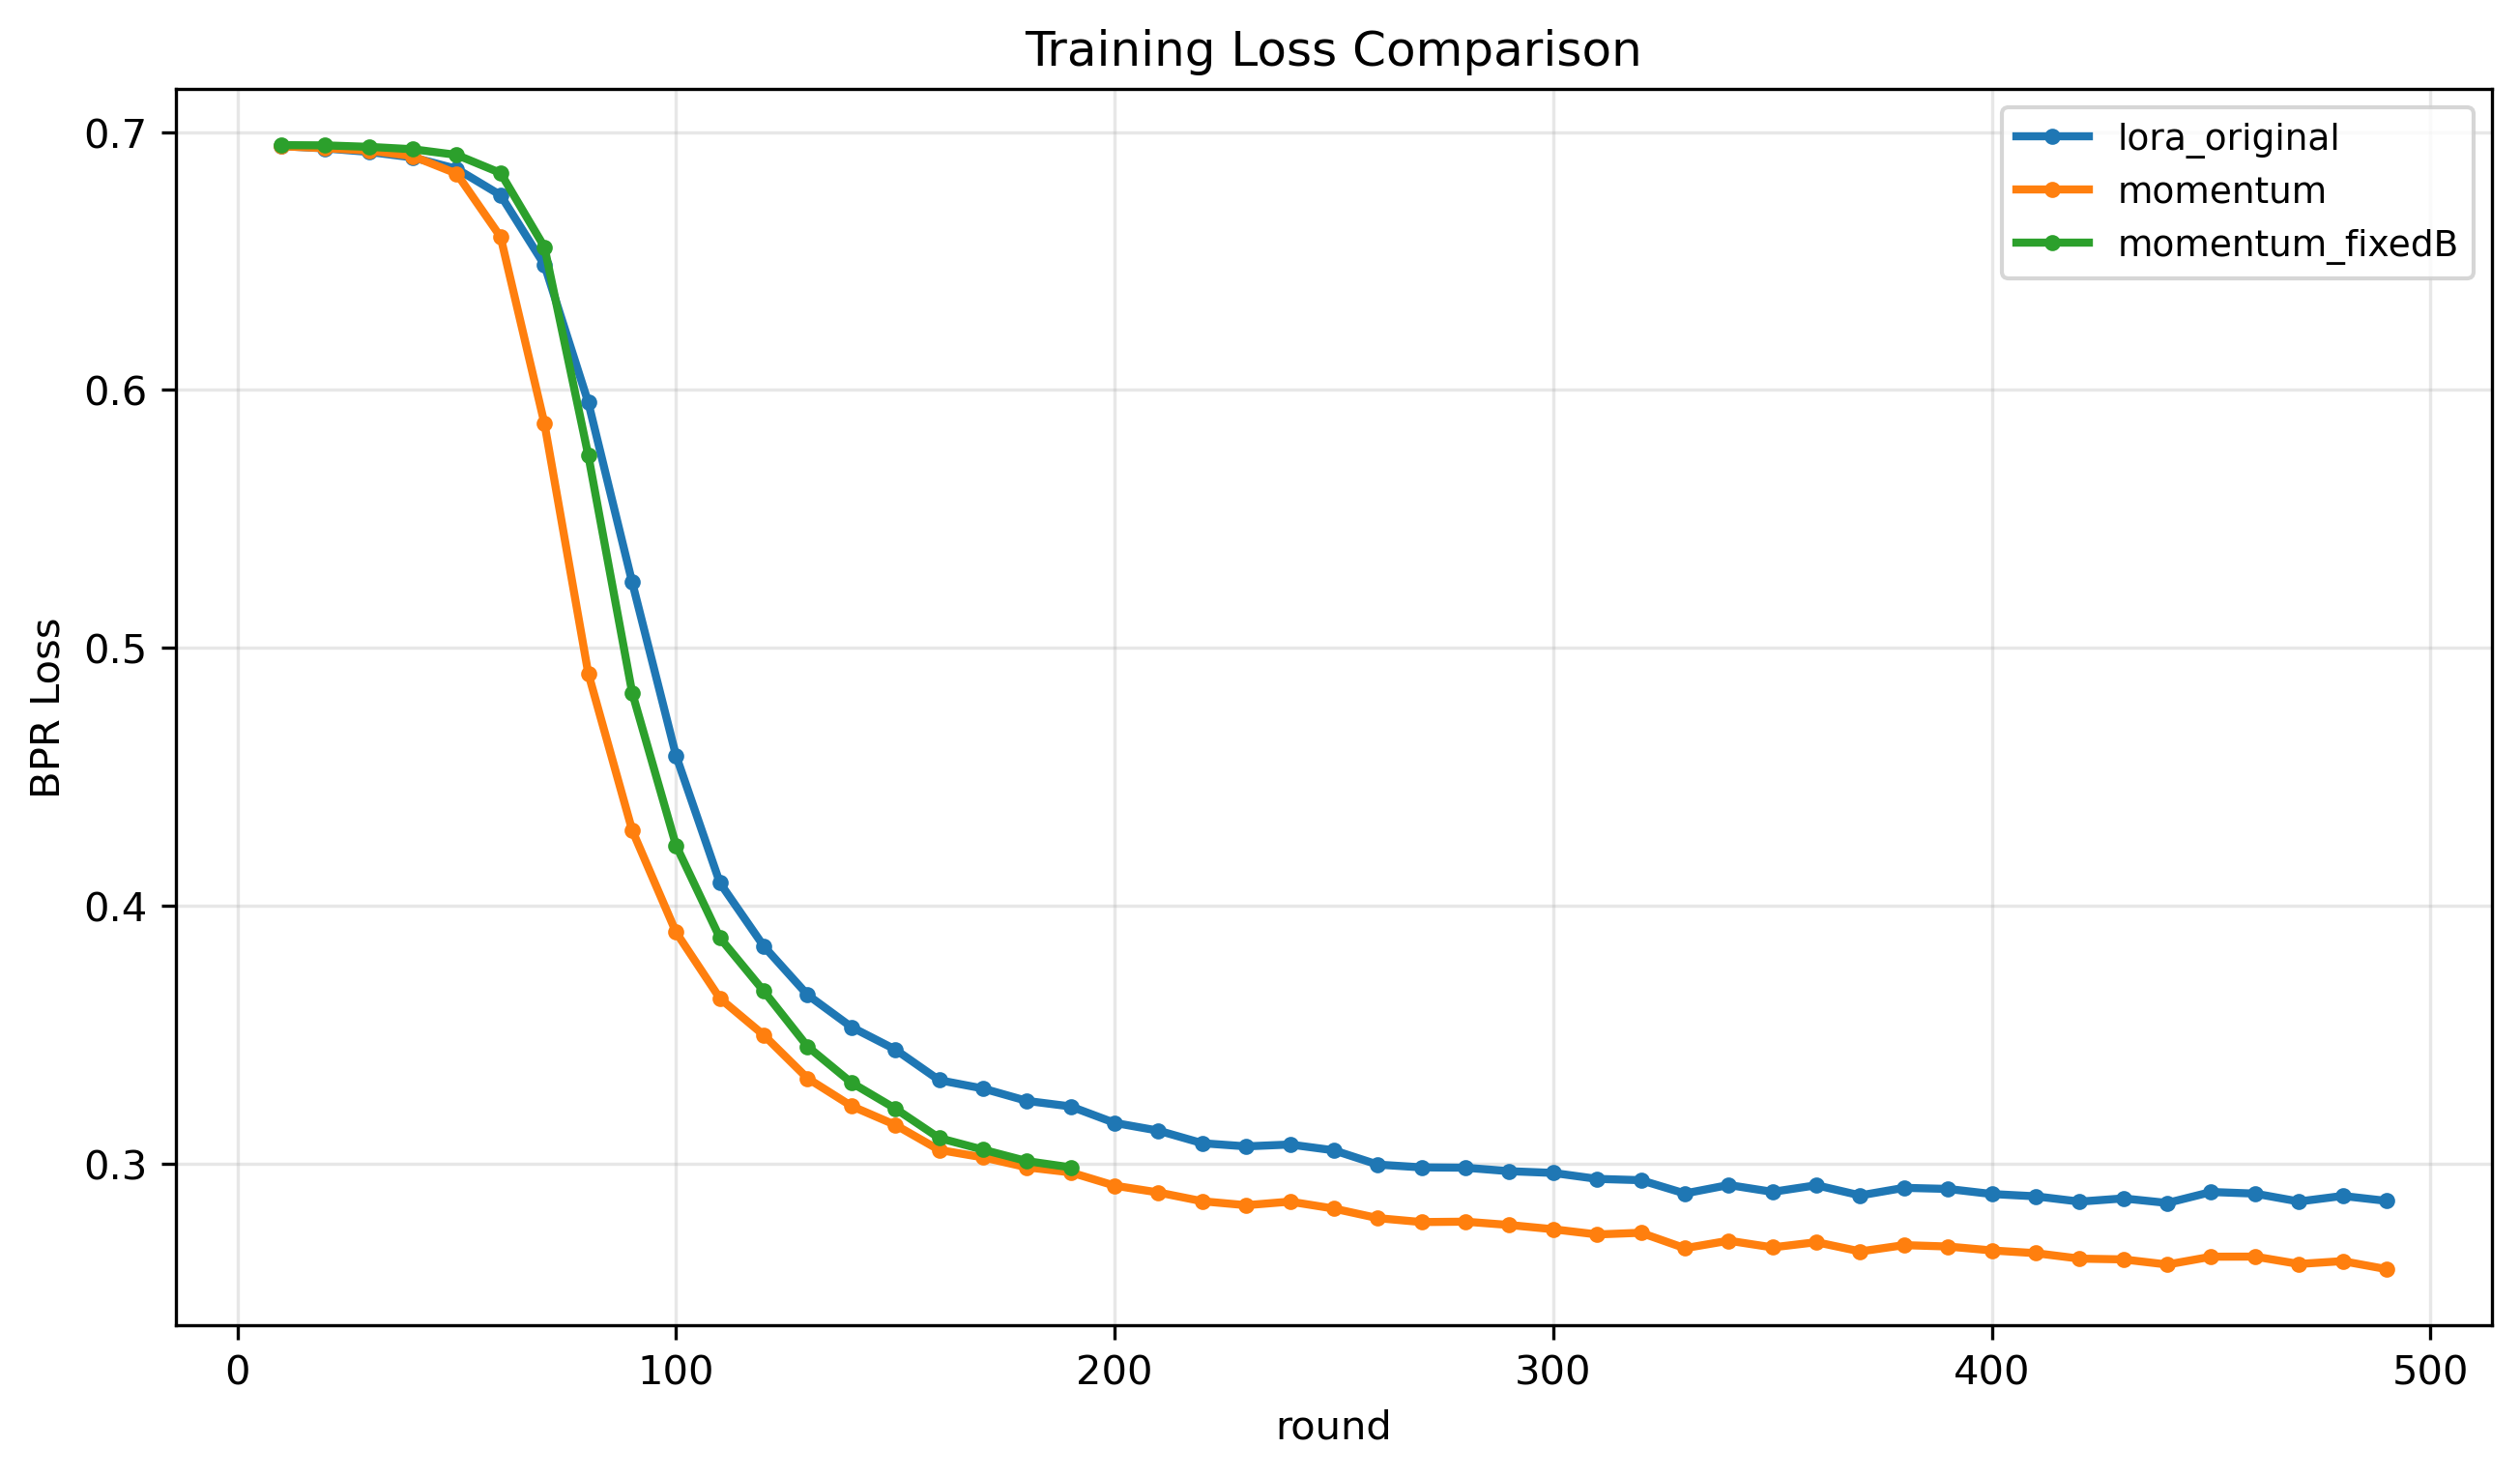 Training Loss Comparison
lora_original
momentum
momentum_fixedB
BPR Loss
0.7
0.6
0.5
0.4
0.3
0 100 200 300 400 500
round